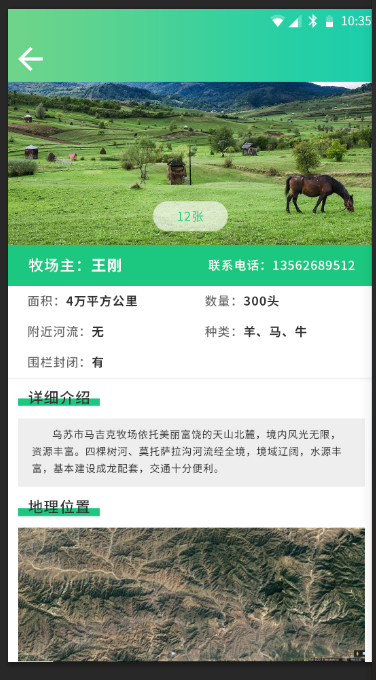 10:35
12张
牧场主：王刚 联系电话：13562689512
面积：4万平方公里 数量：300头
附近河流：无 种类：羊、马、牛
围栏封闭：有
详细介绍
乌苏市马吉克牧场依托美丽富饶的天山北麓，境内风光无限，
资源丰富。四棵树河、莫托萨拉沟河流经全境，境域辽阔，水源丰
富，基本建设成龙配套，交通十分便利。
地理位置